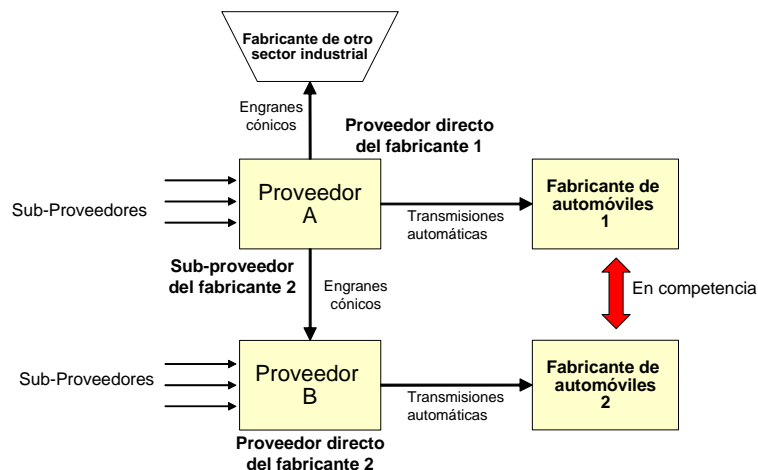 Fabricante de otro
sector industrial
Engranes
cónicos
Proveedor directo
del fabricante 1
Sub-Proveedores
Proveedor
A
Transmisiones
automáticas
Fabricante de
automóviles
1
Sub-proveedor
del fabricante 2
Engranes
cónicos
En competencia
Sub-Proveedores
Proveedor
B
Transmisiones
automáticas
Fabricante de
automóviles
2
Proveedor directo
del fabricante 2